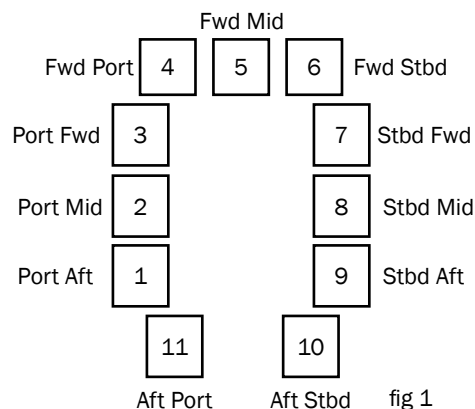 Fwd Mid
Fwd Port 4 5 6 Fwd Stbd
Port Fwd 3 7 Stbd Fwd
Port Mid 2 8 Stbd Mid
Port Aft 1 9 Stbd Aft
11 10
Aft Port Aft Stbd fig 1